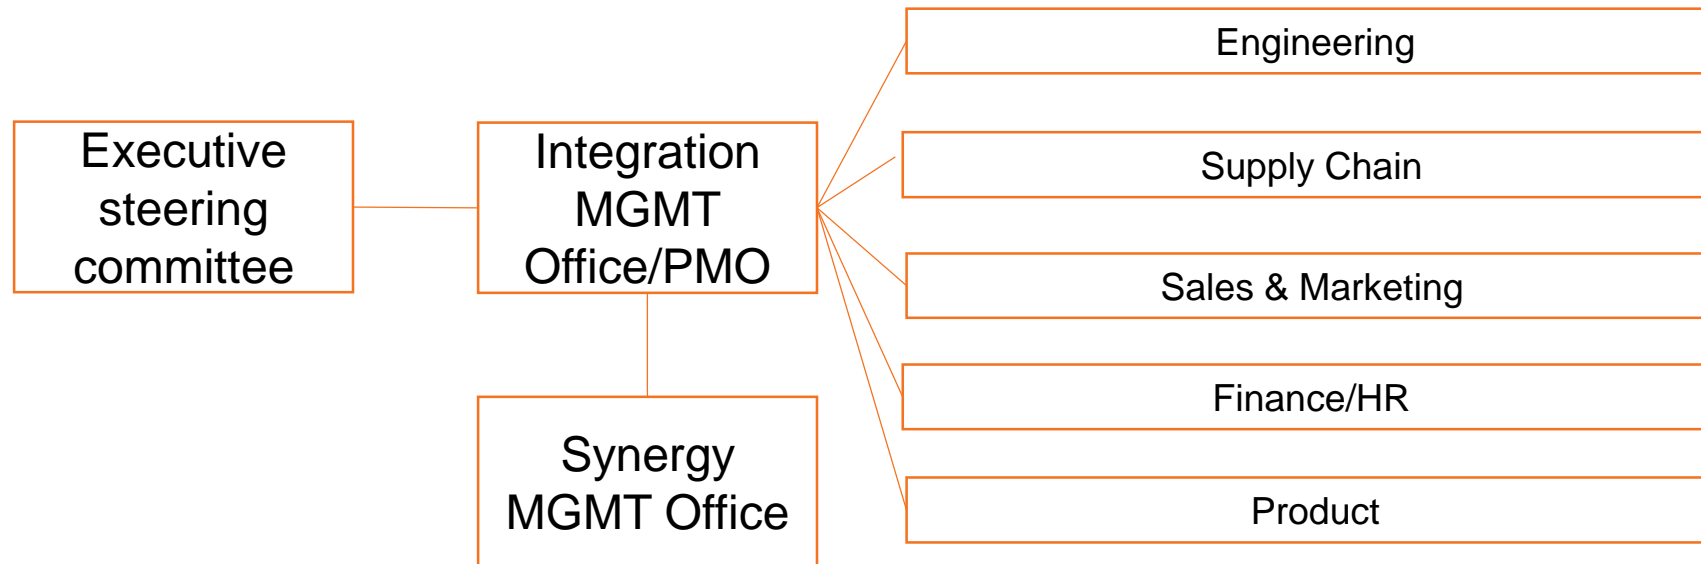 Executive
steering
committee
Integration
MGMT
Office/PMO
Synergy
MGMT Office
Engineering
Supply Chain
Sales & Marketing
Finance/HR
Product